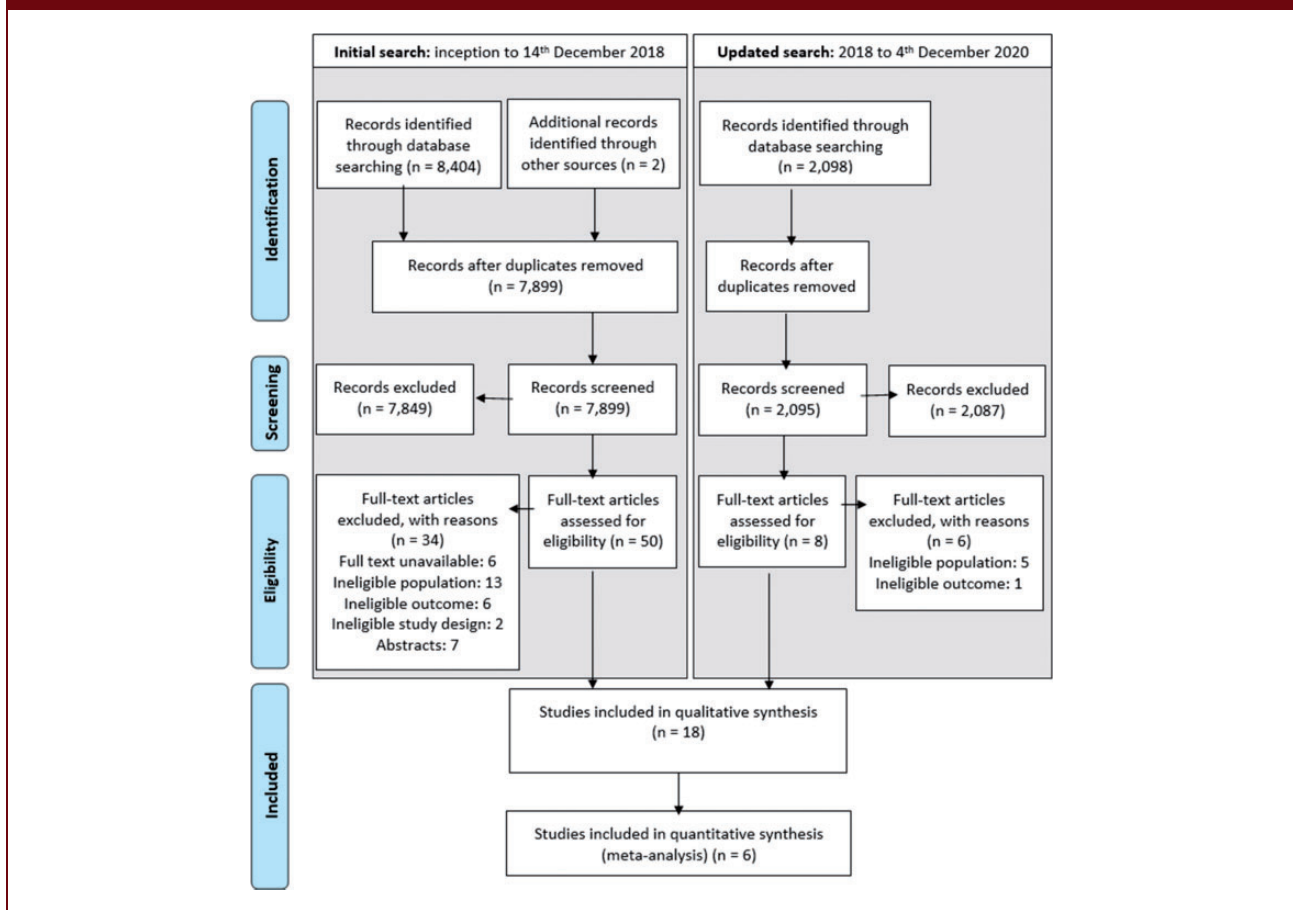 Initial search: inception to 14th December 2018
Updated search: 2018 to 4th December 2020
Identification
Records identified
through database
searching (n = 8,404)
Additional records
identified through
other sources (n = 2)
Records identified through
database searching
(n = 2,098)
Records after duplicates removed
(n = 7,899)
Records after
duplicates removed
Screening
Records excluded
(n = 7,849)
Records screened
(n = 7,899)
Records screened
(n = 2,095)
Records excluded
(n = 2,087)
Eligibility
Full-text articles
excluded, with reasons
(n = 34)
Full text unavailable: 6
Ineligible population: 13
Ineligible outcome: 6
Ineligible study design: 2
Abstracts: 7
Full-text articles
assessed for
eligibility (n = 50)
Full-text articles
assessed for
eligibility (n = 8)
Full-text articles
excluded, with reasons
(n = 6)
Ineligible population: 5
Ineligible outcome: 1
Included
Studies included in qualitative synthesis
(n = 18)
Studies included in quantitative synthesis
(meta-analysis) (n = 6)